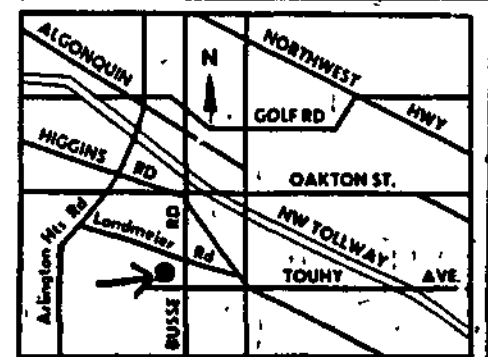 ALGONQUIN
N
NORTHWEST
HWY
GOLF RD
HIGGINS RD
OAKTON ST.
Arlington Hts Rd
Landmeier Rd
RD
BUSSE
NW TOLLWAY
TOUHY AVE.